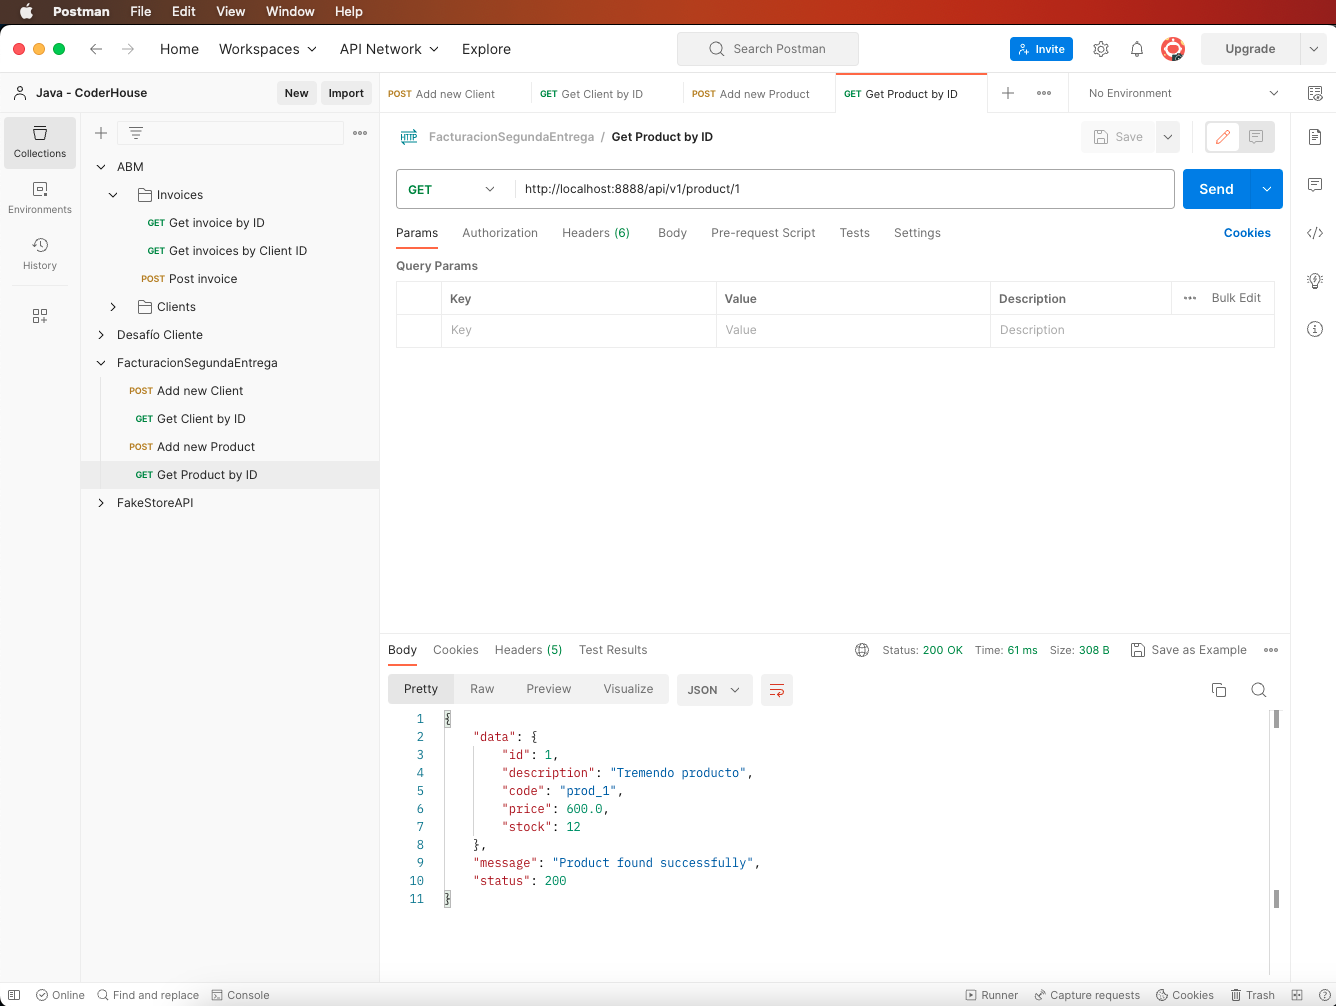 Postman File Edit View Window Help
Home Workspaces API Network Explore Search Postman Invite Upgrade
Java - CoderHouse New Import POST Add new Client GET Get Client by ID POST Add new Product GET Get Product by ID No Environment
Collections
Environments
History
ABM
Invoices
GET Get invoice by ID
GET Get invoices by Client ID
POST Post invoice
Clients
Desafío Cliente
FacturacionSegundaEntrega
POST Add new Client
GET Get Client by ID
POST Add new Product
GET Get Product by ID
FakeStoreAPI
HTTP FacturacionSegundaEntrega / Get Product by ID Save
GET http://localhost:8888/api/v1/product/1 Send
Params Authorization Headers (6) Body Pre-request Script Tests Settings Cookies
Query Params
Key Value Description Bulk Edit
Key Value Description
Body Cookies Headers (5) Test Results Status: 200 OK Time: 61 ms Size: 308 B Save as Example
Pretty Raw Preview Visualize JSON
1 {
2 "data": {
3 "id": 1,
4 "description": "Tremendo producto",
5 "code": "prod_1",
6 "price": 600.0,
7 "stock": 12
8 },
9 "message": "Product found successfully",
10 "status": 200
11 }
Online Find and replace Console Runner Capture requests Cookies Trash